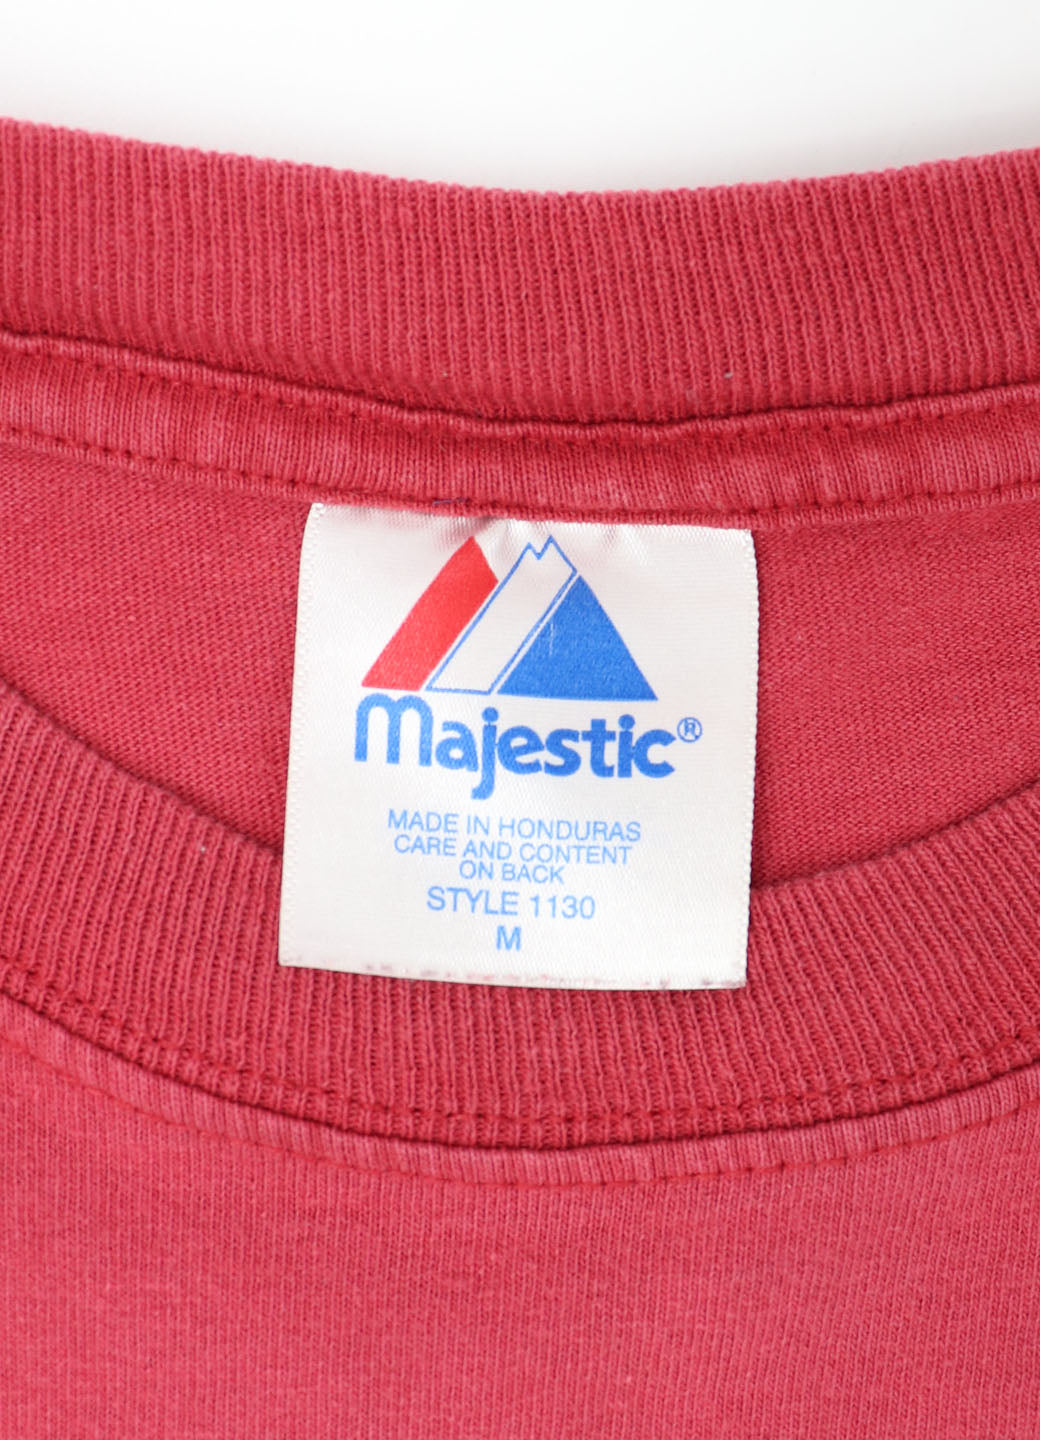 Majestic®
MADE IN HONDURAS
CARE AND CONTENT
ON BACK
STYLE 1130
M